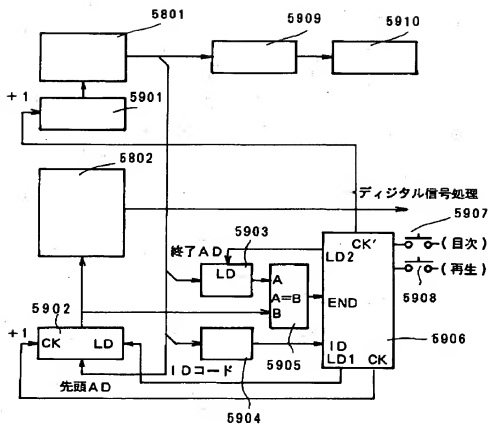 5801
5909
5910
+1
5901
5802
ディジタル信号処理
5907
終了AD
5903
CK'
(目次)
LD
LD2
(再生)
A
5908
A=B
END
B
5902
5906
+1
CK LD
5905
ID
IDコード
LD1 CK
先頭AD
5904